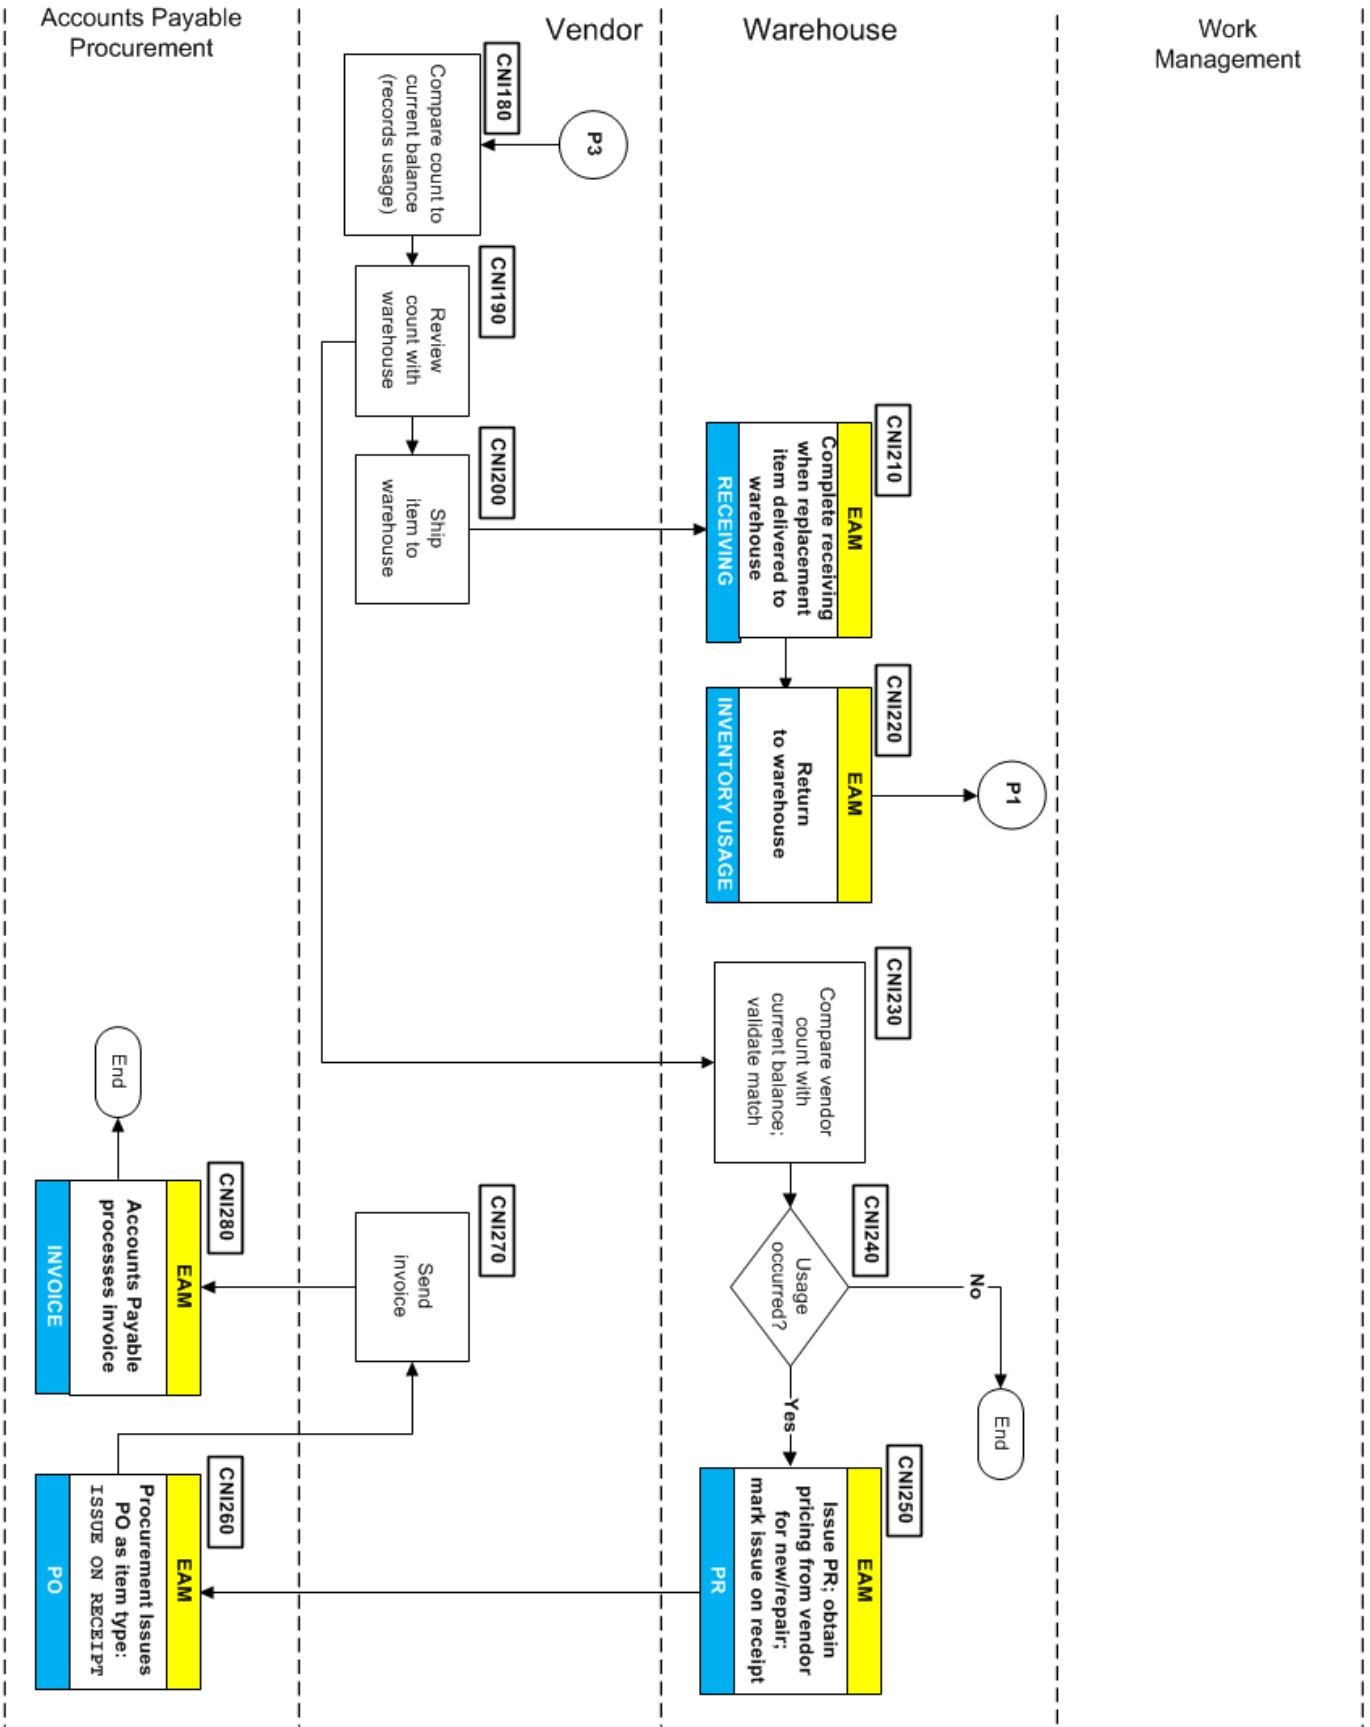 Accounts Payable
Procurement
Vendor
Warehouse
Work
Management
P3
CNI180
Compare count to
current balance
(records usage)
CNI190
Review
count with
warehouse
CNI200
Ship
item to
warehouse
CNI210
EAM
Complete receiving
when replacement
item delivered to
warehouse
RECEIVING
CNI220
EAM
Return
to warehouse
INVENTORY USAGE
P1
CNI230
Compare vendor
count with
current balance;
validate match
CNI240
Usage
occurred?
No
End
Yes
CNI250
EAM
Issue PR; obtain
pricing from vendor
for new/repair;
mark issue on receipt
PR
CNI260
EAM
Procurement Issues
PO as item type:
ISSUE ON RECEIPT
PO
CNI270
Send
invoice
CNI280
EAM
Accounts Payable
processes invoice
INVOICE
End